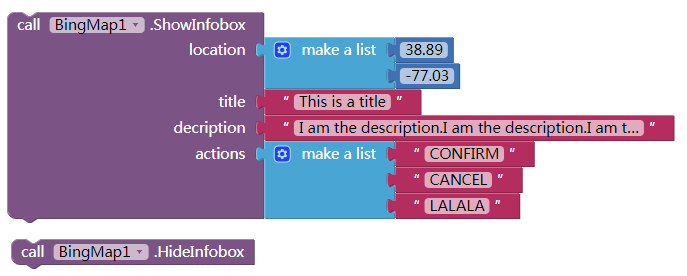 call BingMap1 .ShowInfobox
location make a list 38.89
-77.03
title " This is a title "
decription " I am the description.I am the description.I am t... "
actions make a list " CONFIRM "
" CANCEL "
" LALALA "
call BingMap1 .HideInfobox